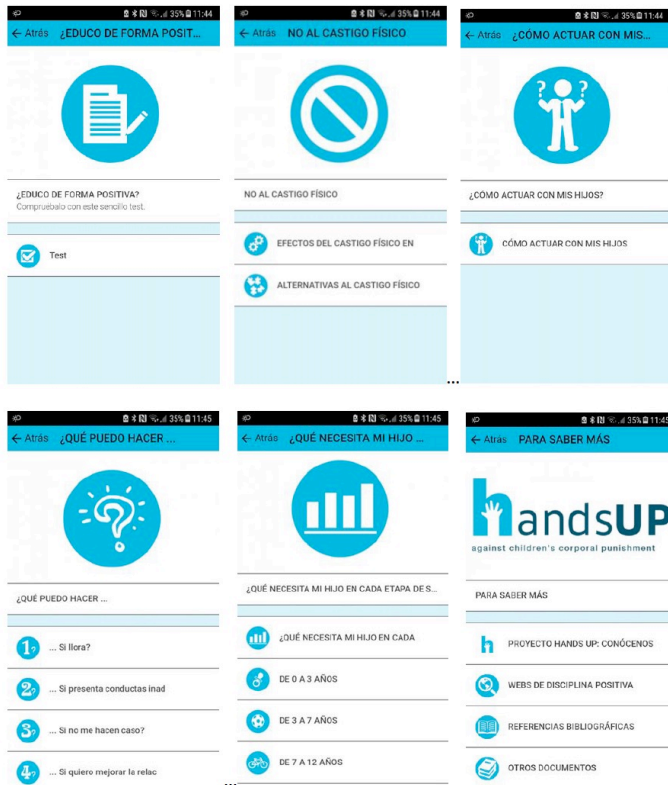 35% 11:44
← Atrás ¿EDUCO DE FORMA POSIT...
¿EDUCO DE FORMA POSITIVA?
Compruébalo con este sencillo test.
Test
35% 11:44
← Atrás NO AL CASTIGO FÍSICO
NO AL CASTIGO FÍSICO
EFECTOS DEL CASTIGO FÍSICO EN
ALTERNATIVAS AL CASTIGO FÍSICO
35% 11:44
← Atrás ¿CÓMO ACTUAR CON MIS...
? ?
¿CÓMO ACTUAR CON MIS HIJOS?
CÓMO ACTUAR CON MIS HIJOS
...
35% 11:45
← Atrás ¿QUÉ PUEDO HACER ...
?
¿QUÉ PUEDO HACER ...
1? ... Si llora?
2? ... Si presenta conductas inad
3? ... Si no me hacen caso?
4? ... Si quiero mejorar la relac
...
35% 11:45
← Atrás ¿QUÉ NECESITA MI HIJO ...
¿QUÉ NECESITA MI HIJO EN CADA ETAPA DE S...
¿QUÉ NECESITA MI HIJO EN CADA
DE 0 A 3 AÑOS
DE 3 A 7 AÑOS
DE 7 A 12 AÑOS
35% 11:45
← Atrás PARA SABER MÁS
handsUP
against children's corporal punishment
PARA SABER MÁS
h PROYECTO HANDS UP: CONÓCENOS
WEBS DE DISCIPLINA POSITIVA
REFERENCIAS BIBLIOGRÁFICAS
OTROS DOCUMENTOS